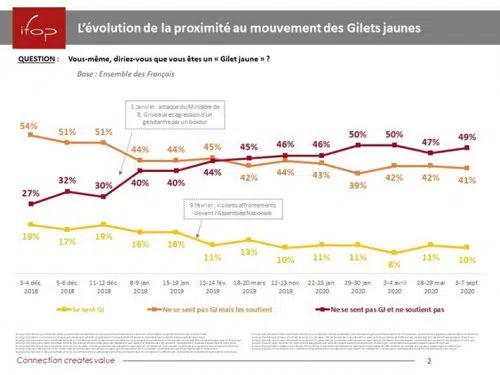 ifop
L'évolution de la proximité au mouvement des Gilets jaunes
QUESTION : Vous-même, diriez-vous que vous êtes un « Gilet jaune » ?
Base : Ensemble des Français
5 Janvier : attaque du Ministère de
B. Griveaux et agression d'un
gendarme par un boxeur
54% 51% 51% 44% 44% 45% 42% 44% 43% 39% 42% 42% 41%
27% 32% 30% 40% 40% 44% 45% 46% 46% 50% 50% 47% 49%
9 février : violents affrontements
devant l'Assemblée Nationale
19% 17% 19% 16% 16% 11% 13% 10% 11% 11% 8% 11% 10%
3-4 déc. 5-6 déc. 11-12 déc 8-9 janv. 15-19 janv. 13-14 févr. 18-20 mars 12-13 nov. 22-23 janv. 29-30 janv. 3-4 avril 28-29 mai 3-7 sept.
2018 2018 2018 2019 2019 2019 2019 2019 2020 2020 2020 2020 2020
Se sent GJ Ne se sent pas GJ mais les soutient Ne se sent pas GJ et ne soutient pas
Connection creates value
2